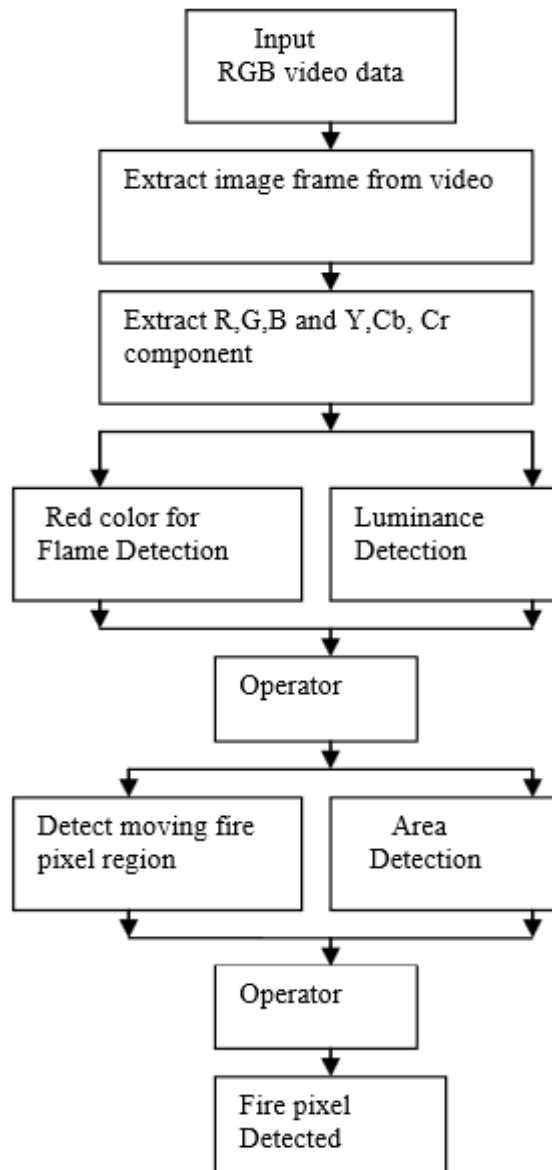 Input
RGB video data
Extract image frame from video
Extract R,G,B and Y,Cb, Cr
component
Red color for
Flame Detection
Luminance
Detection
Operator
Detect moving fire
pixel region
Area
Detection
Operator
Fire pixel
Detected